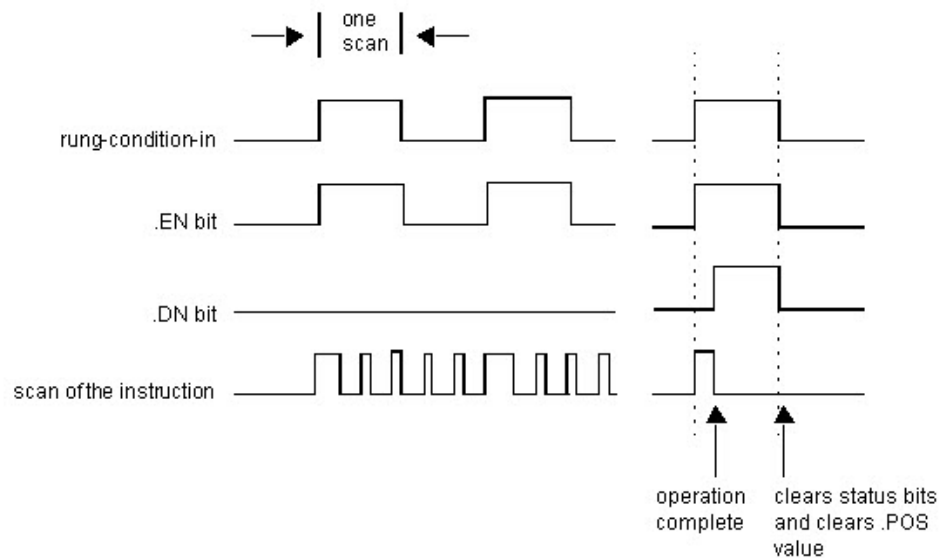 one
scan
rung-condition-in
.EN bit
.DN bit
scan of the instruction
operation
complete
clears status bits
and clears .POS
value